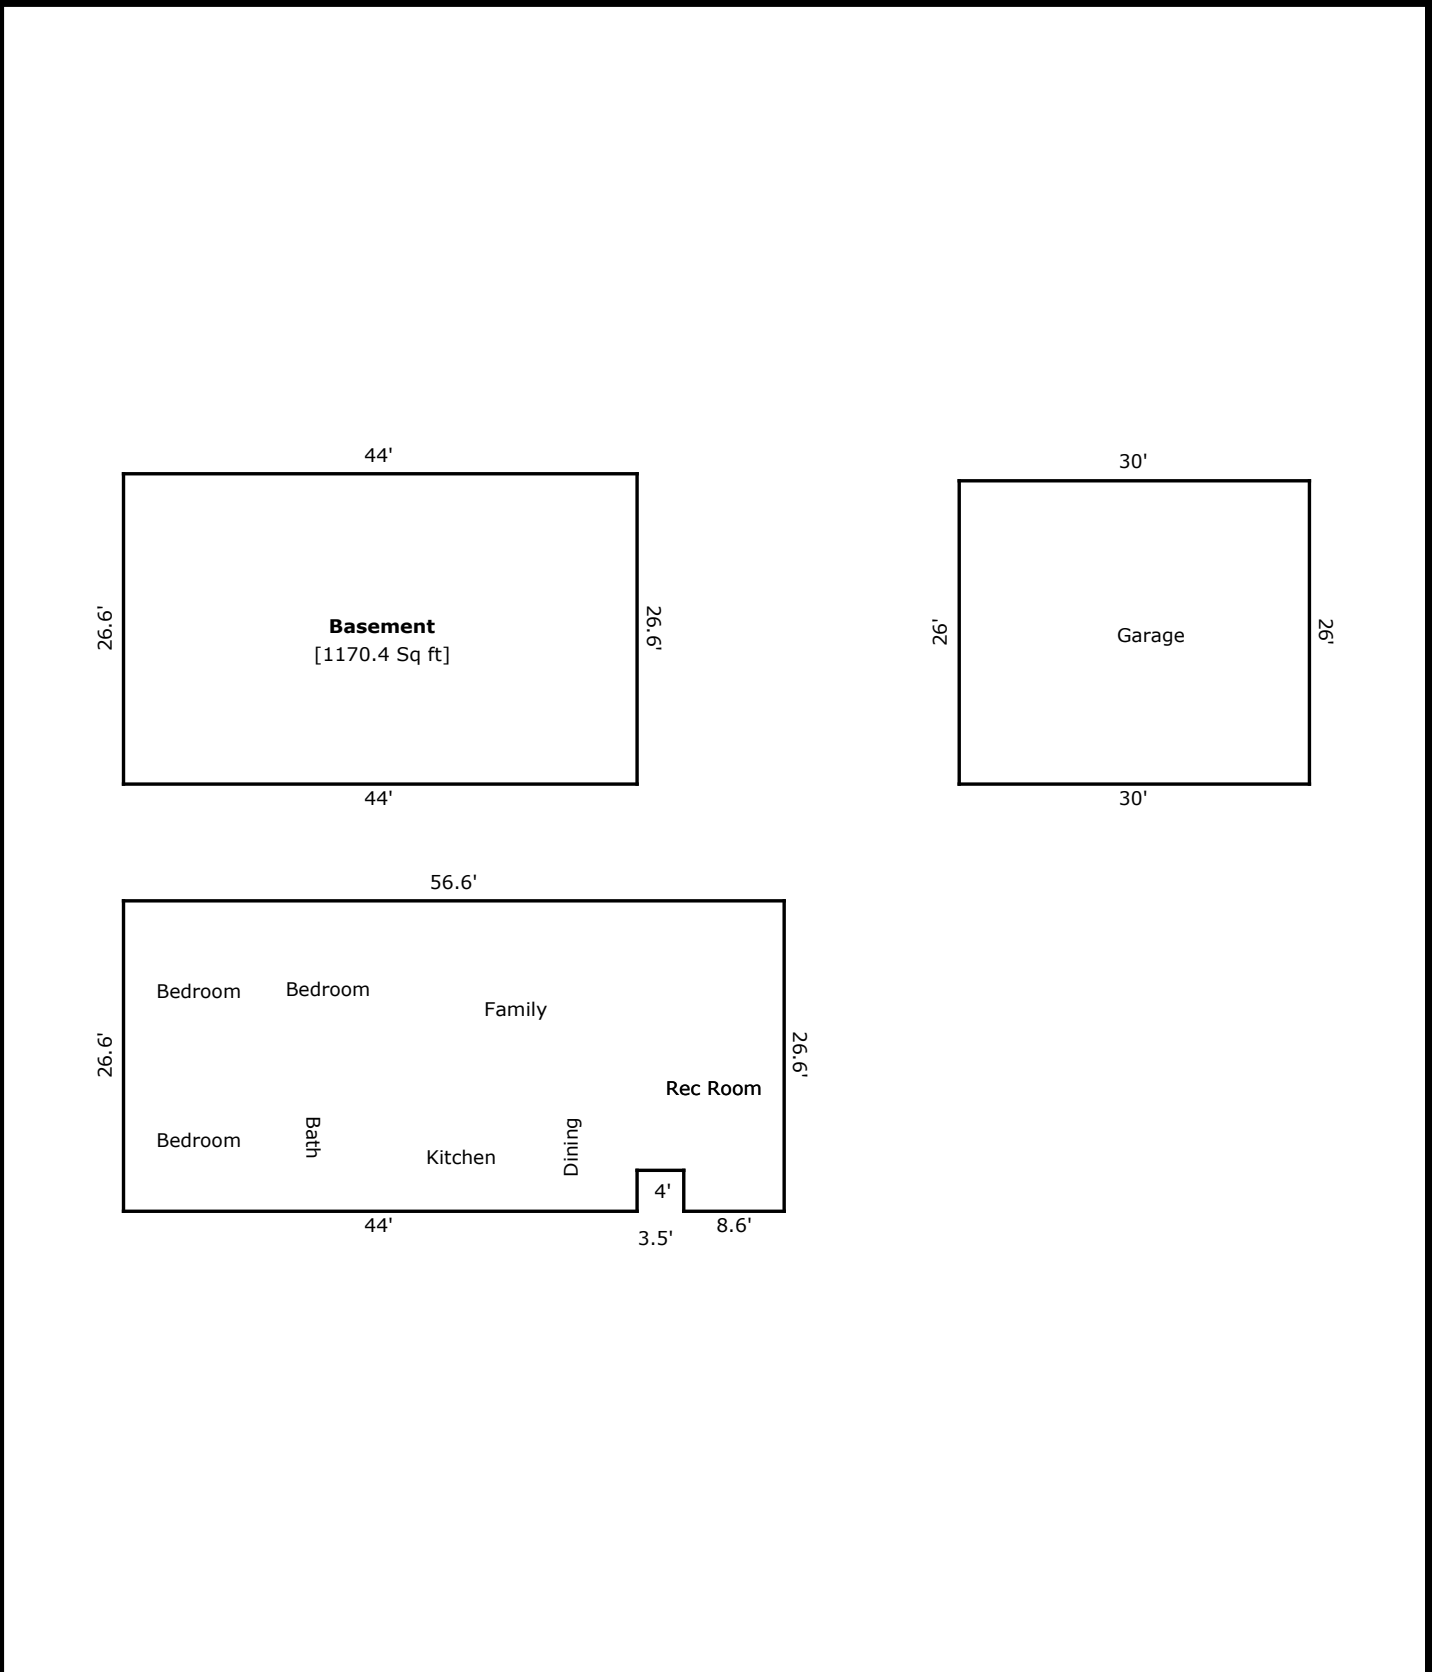 44'
30'
26.6'
Basement
[1170.4 Sq ft]
26.6'
26'
Garage
26'
44'
30'
56.6'
Bedroom
Bedroom
Family
26.6'
26.6'
Rec Room
Bedroom
Bath
Kitchen
Dining
4'
44'
3.5'
8.6'